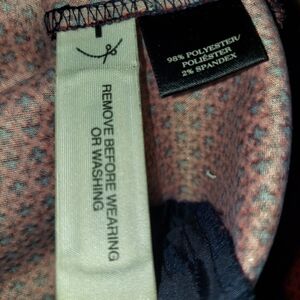 98% POLYESTER/
POLIÉSTER
2% SPANDEX
REMOVE BEFORE WEARING
OR WASHING